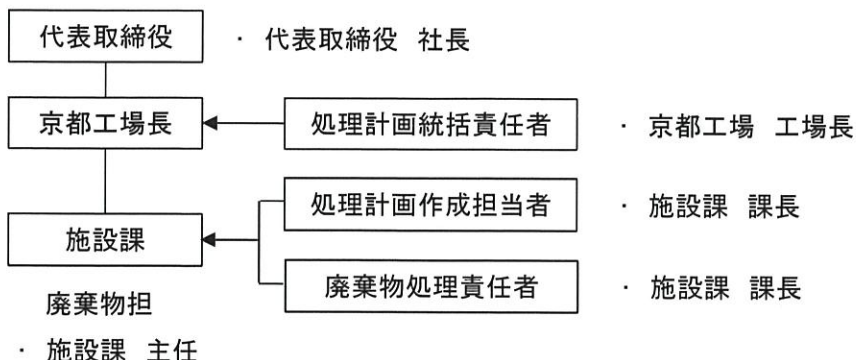 代表取締役 ・ 代表取締役 社長
京都工場長 処理計画統括責任者 ・ 京都工場 工場長
処理計画作成担当者 ・ 施設課 課長
施設課
廃棄物処理責任者 ・ 施設課 課長
廃棄物担
・ 施設課 主任